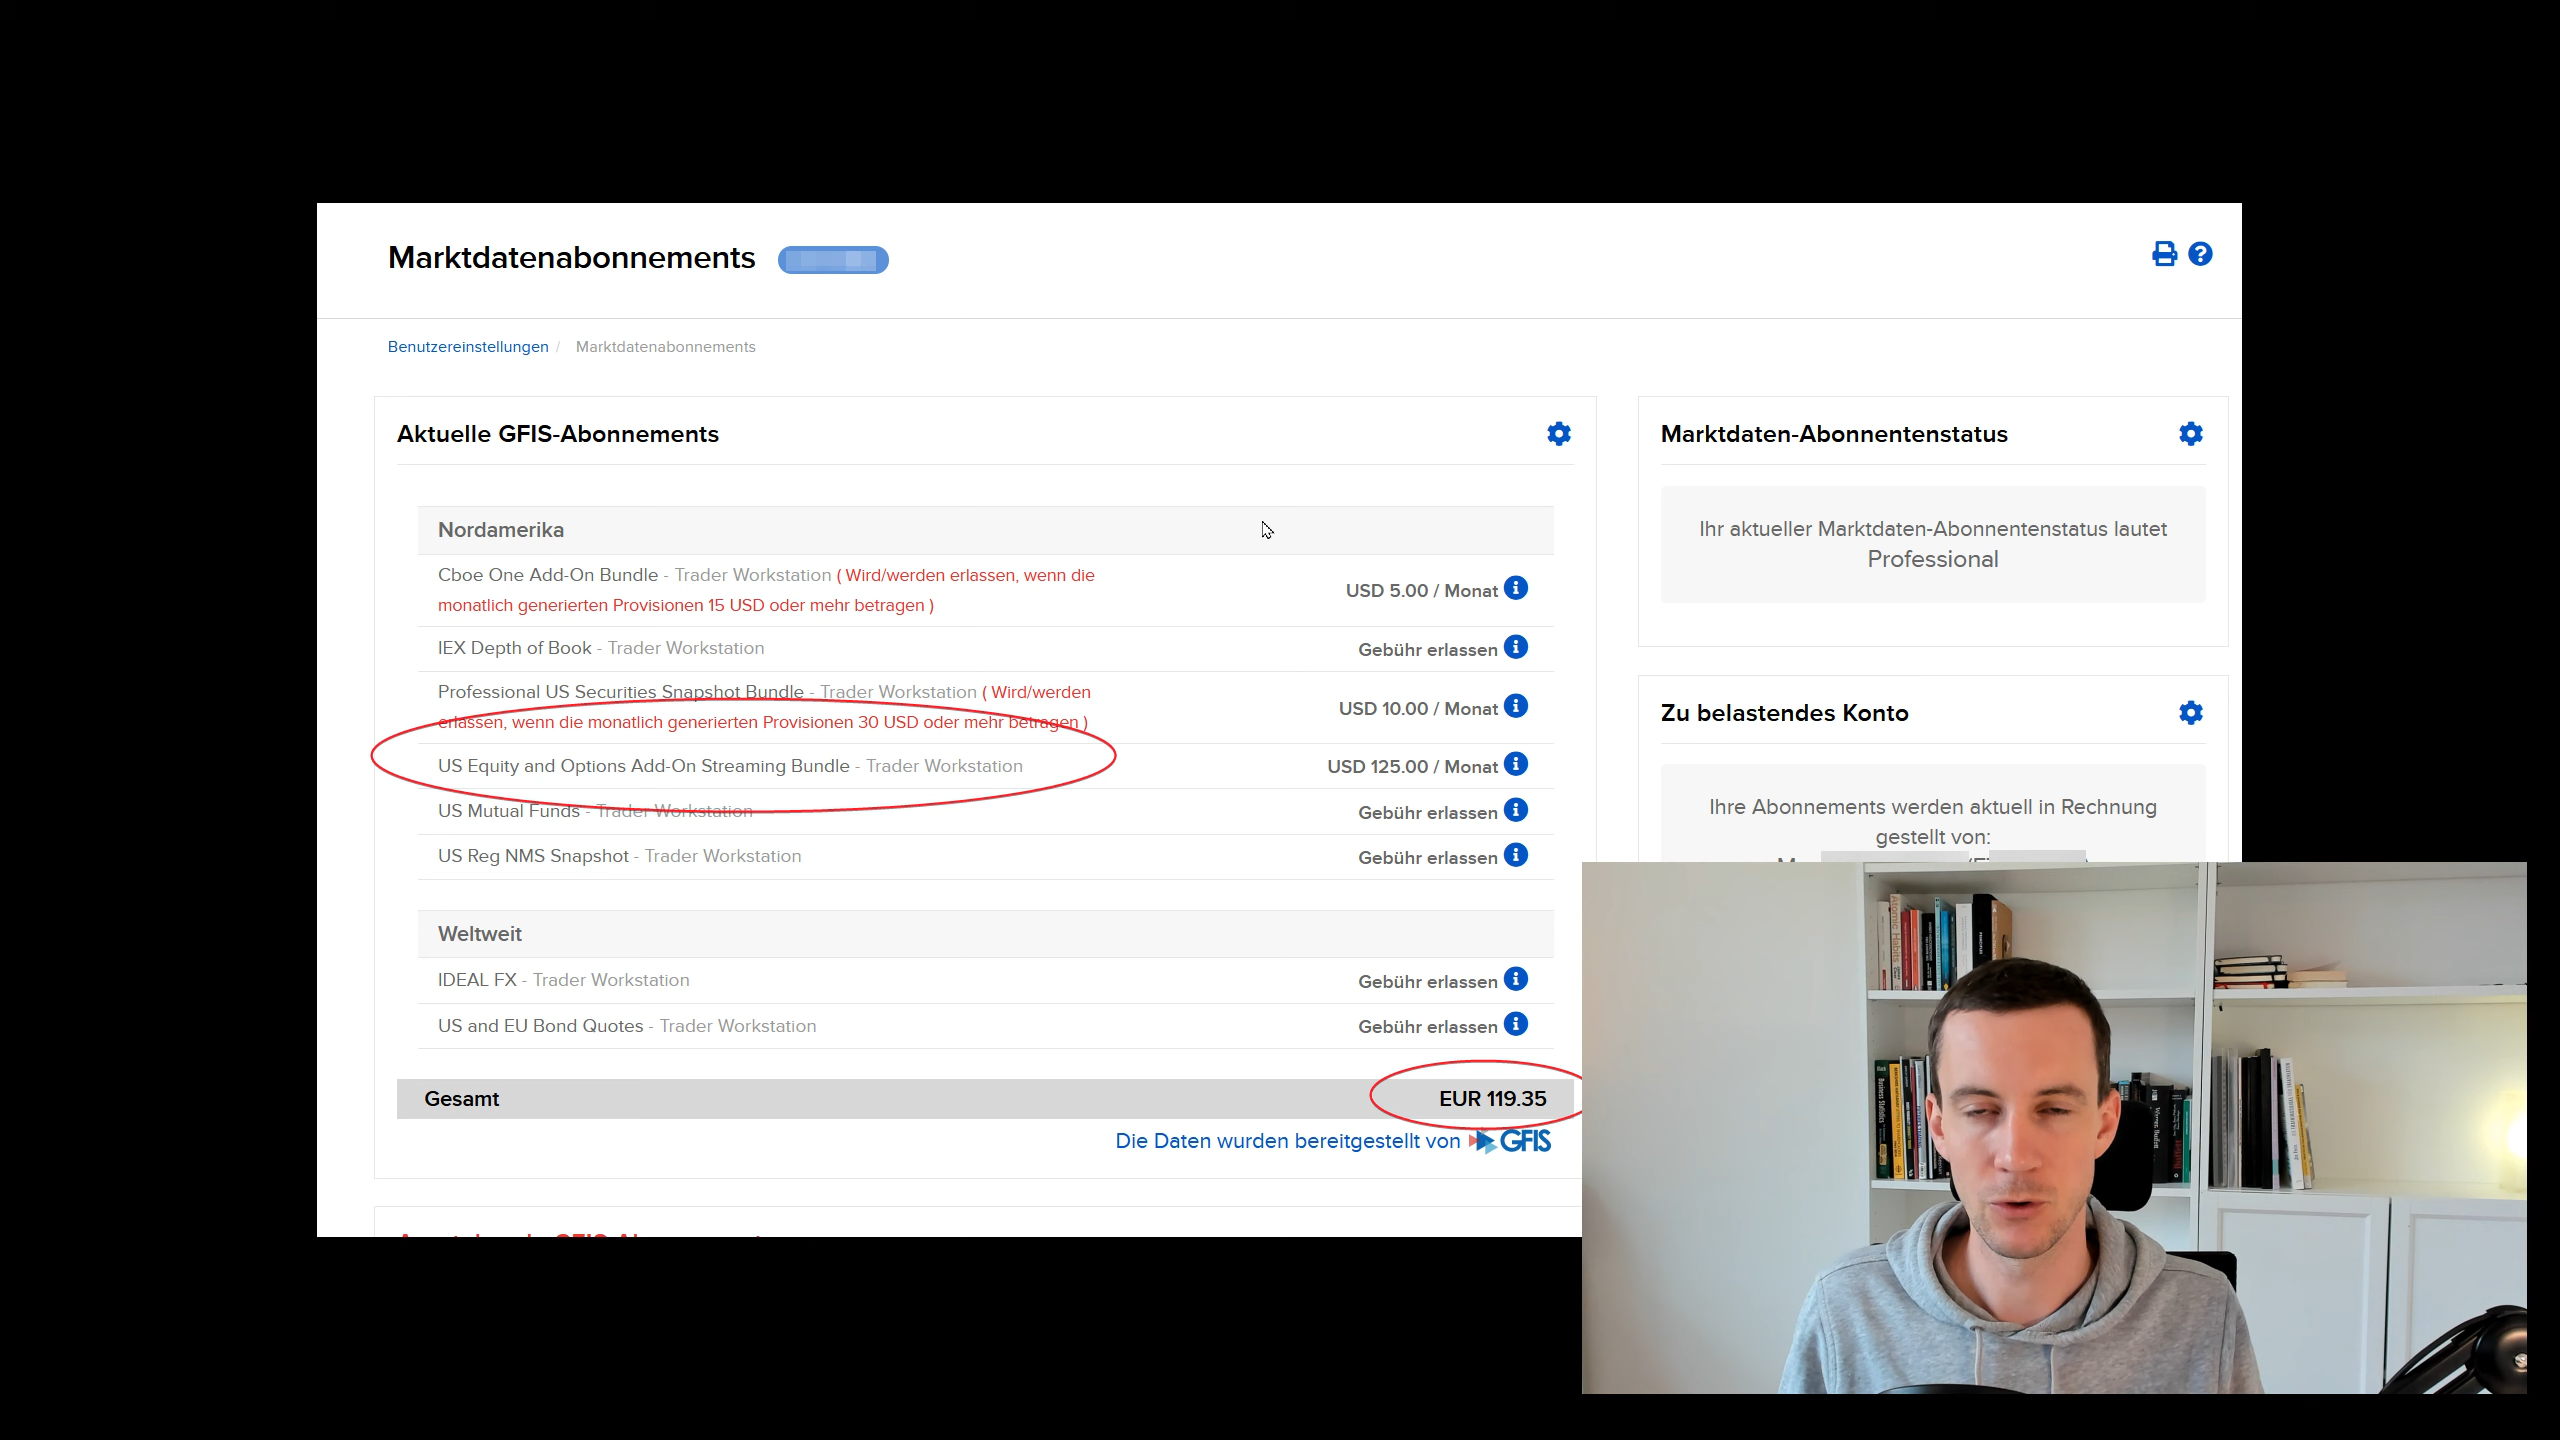 Marktdatenabonnements
Benutzereinstellungen / Marktdatenabonnements
Aktuelle GFIS-Abonnements
Nordamerika
Cboe One Add-On Bundle - Trader Workstation ( Wird/werden erlassen, wenn die
monatlich generierten Provisionen 15 USD oder mehr betragen )
USD 5.00 / Monat
IEX Depth of Book - Trader Workstation
Gebühr erlassen
Professional US Securities Snapshot Bundle - Trader Workstation ( Wird/werden
erlassen, wenn die monatlich generierten Provisionen 30 USD oder mehr betragen )
USD 10.00 / Monat
US Equity and Options Add-On Streaming Bundle - Trader Workstation
USD 125.00 / Monat
US Mutual Funds - Trader Workstation
Gebühr erlassen
US Reg NMS Snapshot - Trader Workstation
Gebühr erlassen
Weltweit
IDEAL FX - Trader Workstation
Gebühr erlassen
US and EU Bond Quotes - Trader Workstation
Gebühr erlassen
Gesamt
EUR 119.35
Die Daten wurden bereitgestellt von GFIS
Marktdaten-Abonnentenstatus
Ihr aktueller Marktdaten-Abonnentenstatus lautet
Professional
Zu belastendes Konto
Ihre Abonnements werden aktuell in Rechnung
gestellt von:
Atomic Habits